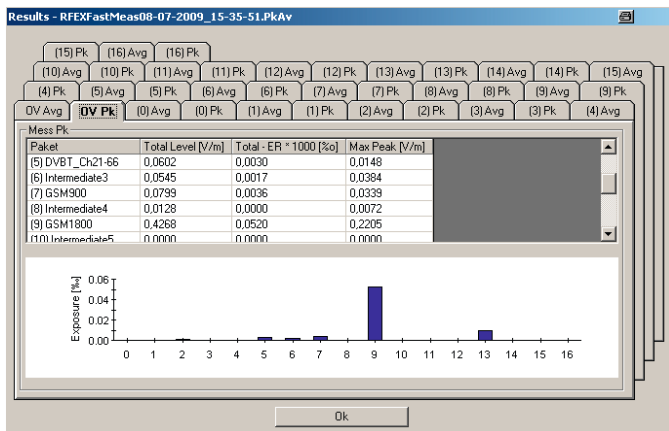 Results - RFEXFastMeas08-07-2009_15-35-51.PkAv
(15) Pk (16) Avg (16) Pk
(10) Avg (10) Pk (11) Avg (11) Pk (12) Avg (12) Pk (13) Avg (13) Pk (14) Avg (14) Pk (15) Avg
(4) Pk (5) Avg (5) Pk (6) Avg (6) Pk (7) Avg (7) Pk (8) Avg (8) Pk (9) Avg (9) Pk
OV Avg OV Pk (0) Avg (0) Pk (1) Avg (1) Pk (2) Avg (2) Pk (3) Avg (3) Pk (4) Avg
Mess Pk
Paket Total Level [V/m] Total - ER * 1000 [%o] Max Peak [V/m]
(5) DVBT_Ch21-66 0,0602 0,0030 0,0148
(6) Intermediate3 0,0545 0,0017 0,0384
(7) GSM900 0,0799 0,0036 0,0339
(8) Intermediate4 0,0128 0,0000 0,0072
(9) GSM1800 0,4268 0,0520 0,2205
(10) Intermediate5 0,0000 0,0000 0,0000
Exposure [‰]
0.06
0.04
0.02
0.00
0 1 2 3 4 5 6 7 8 9 10 11 12 13 14 15 16
Ok